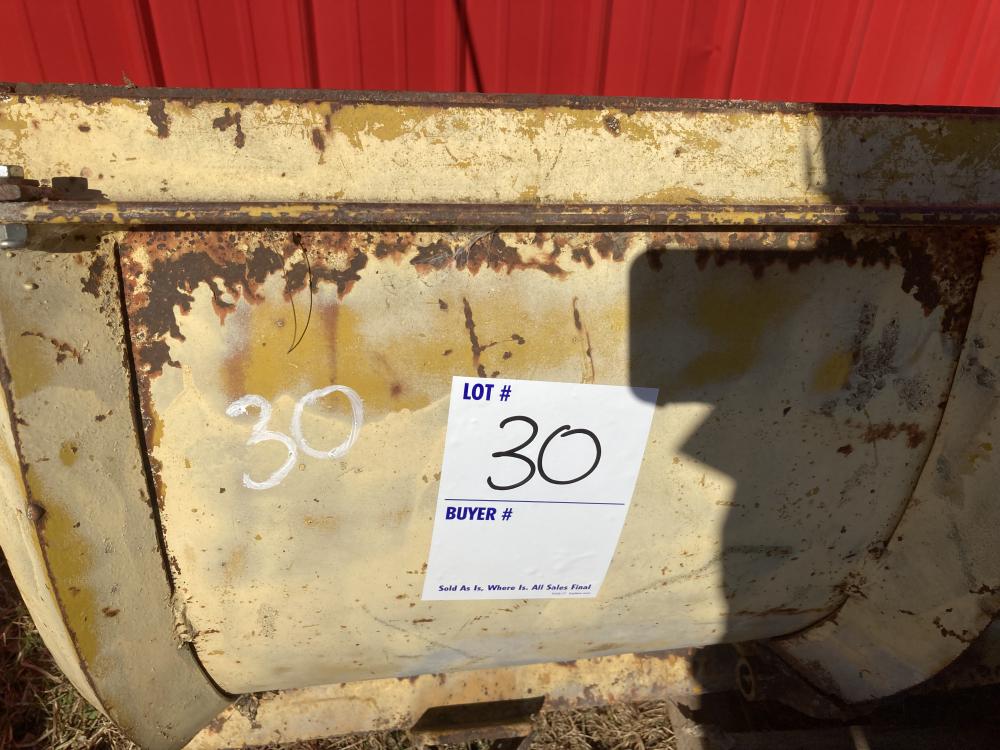 30
LOT #
30
BUYER #
Sold As Is, Where Is. All Sales Final